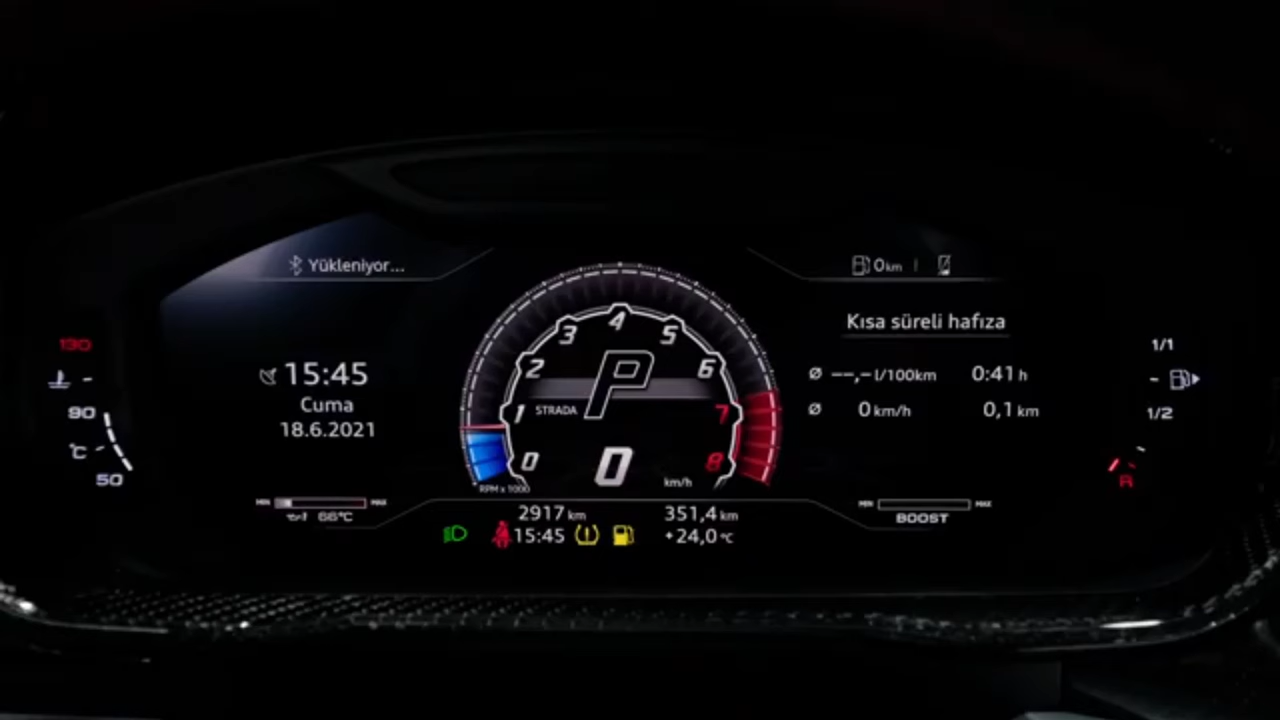 Yükleniyor...
0 km
130
90
°C
50
15:45
Cuma
18.6.2021
MIN MAX
66°C
0 1 2 3 4 5 6 7 8
P
STRADA
0
km/h
RPM x 1000
2917 km 351,4 km
15:45 +24,0 °C
Kısa süreli hafıza
Ø --,- l/100km 0:41 h
Ø 0 km/h 0,1 km
MIN MAX
BOOST
1/1
1/2
R